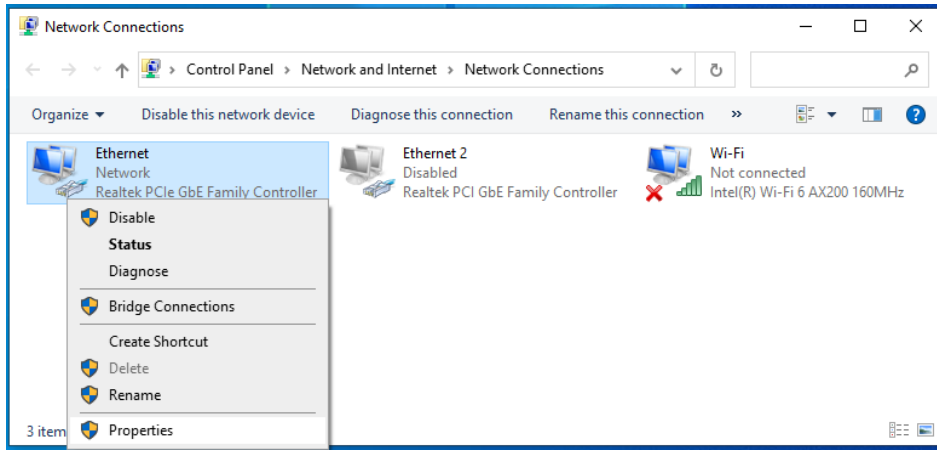 Network Connections
Control Panel > Network and Internet > Network Connections
Organize Disable this network device Diagnose this connection Rename this connection »
Ethernet
Network
Realtek PCIe GbE Family Controller
Ethernet 2
Disabled
Realtek PCI GbE Family Controller
Wi-Fi
Not connected
Intel(R) Wi-Fi 6 AX200 160MHz
Disable
Status
Diagnose
Bridge Connections
Create Shortcut
Delete
Rename
Properties
3 item